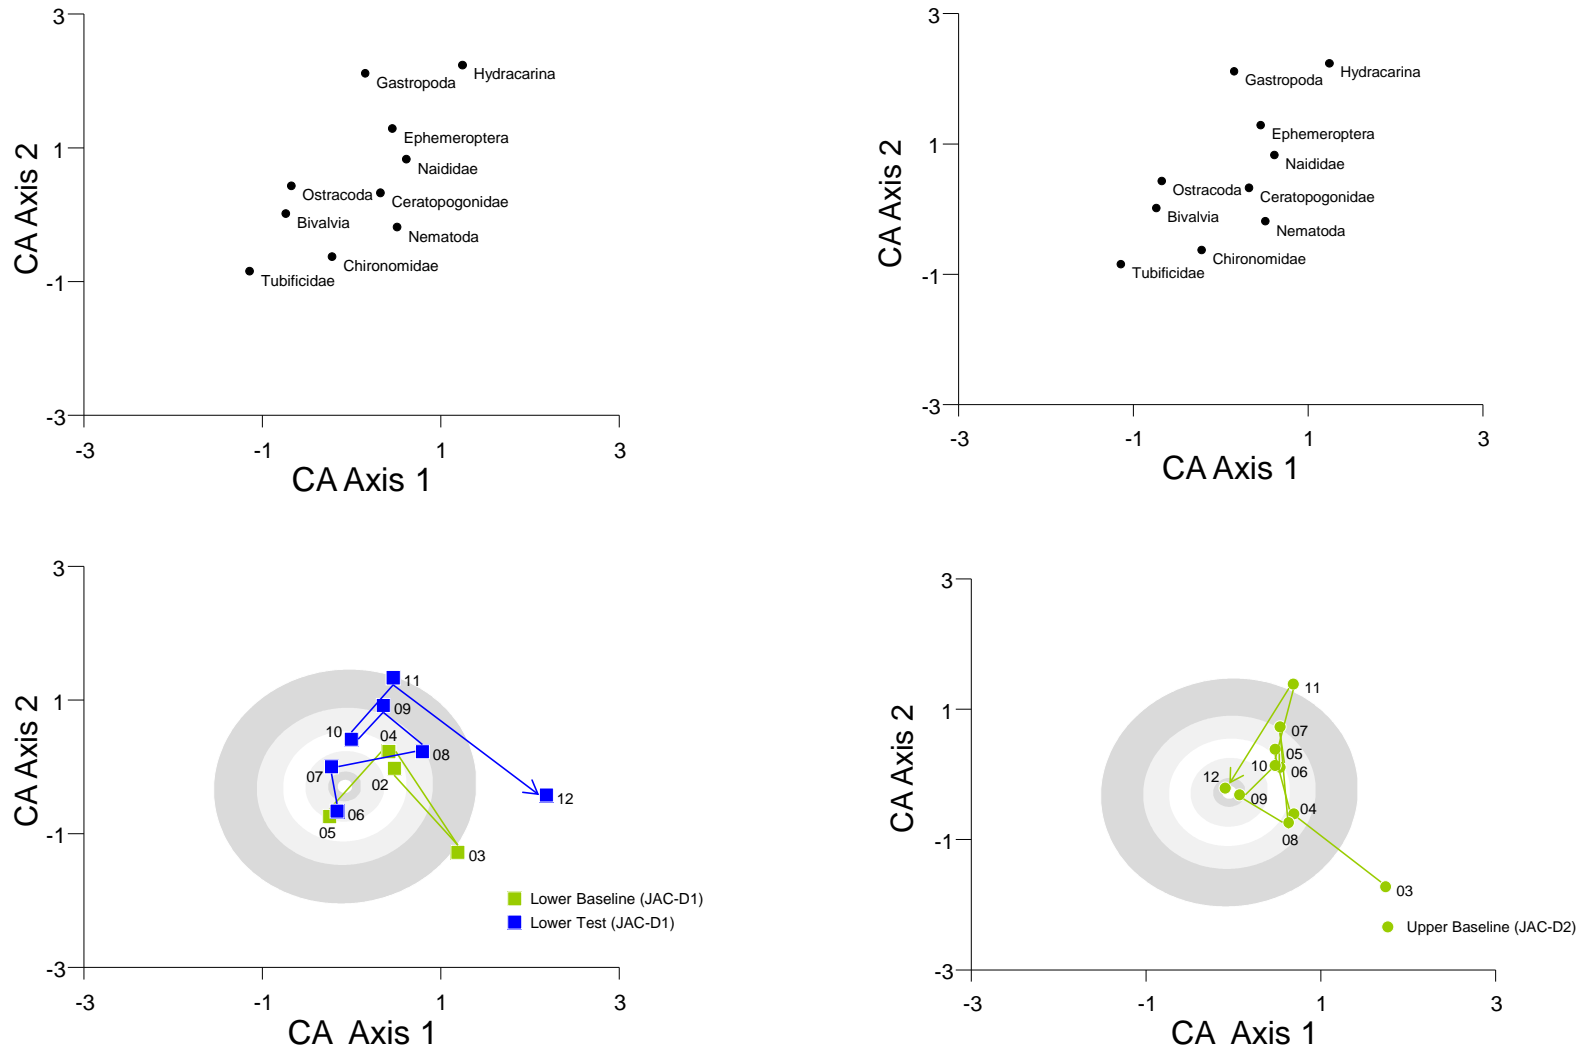 3
1
-1
-3
-3
-1
1
3
CA Axis 2
CA Axis 1
Gastropoda
Hydracarina
Ephemeroptera
Naididae
Ostracoda
Ceratopogonidae
Bivalvia
Nematoda
Chironomidae
Tubificidae
3
1
-1
-3
-3
-1
1
3
CA Axis 2
CA Axis 1
Gastropoda
Hydracarina
Ephemeroptera
Naididae
Ostracoda
Ceratopogonidae
Bivalvia
Nematoda
Chironomidae
Tubificidae
3
1
-1
-3
-3
-1
1
3
CA Axis 2
CA Axis 1
11
09
10
04
08
07
02
12
06
05
03
Lower Baseline (JAC-D1)
Lower Test (JAC-D1)
3
1
-1
-3
-3
-1
1
3
CA Axis 2
CA Axis 1
11
07
05
10
06
12
09
04
08
03
Upper Baseline (JAC-D2)